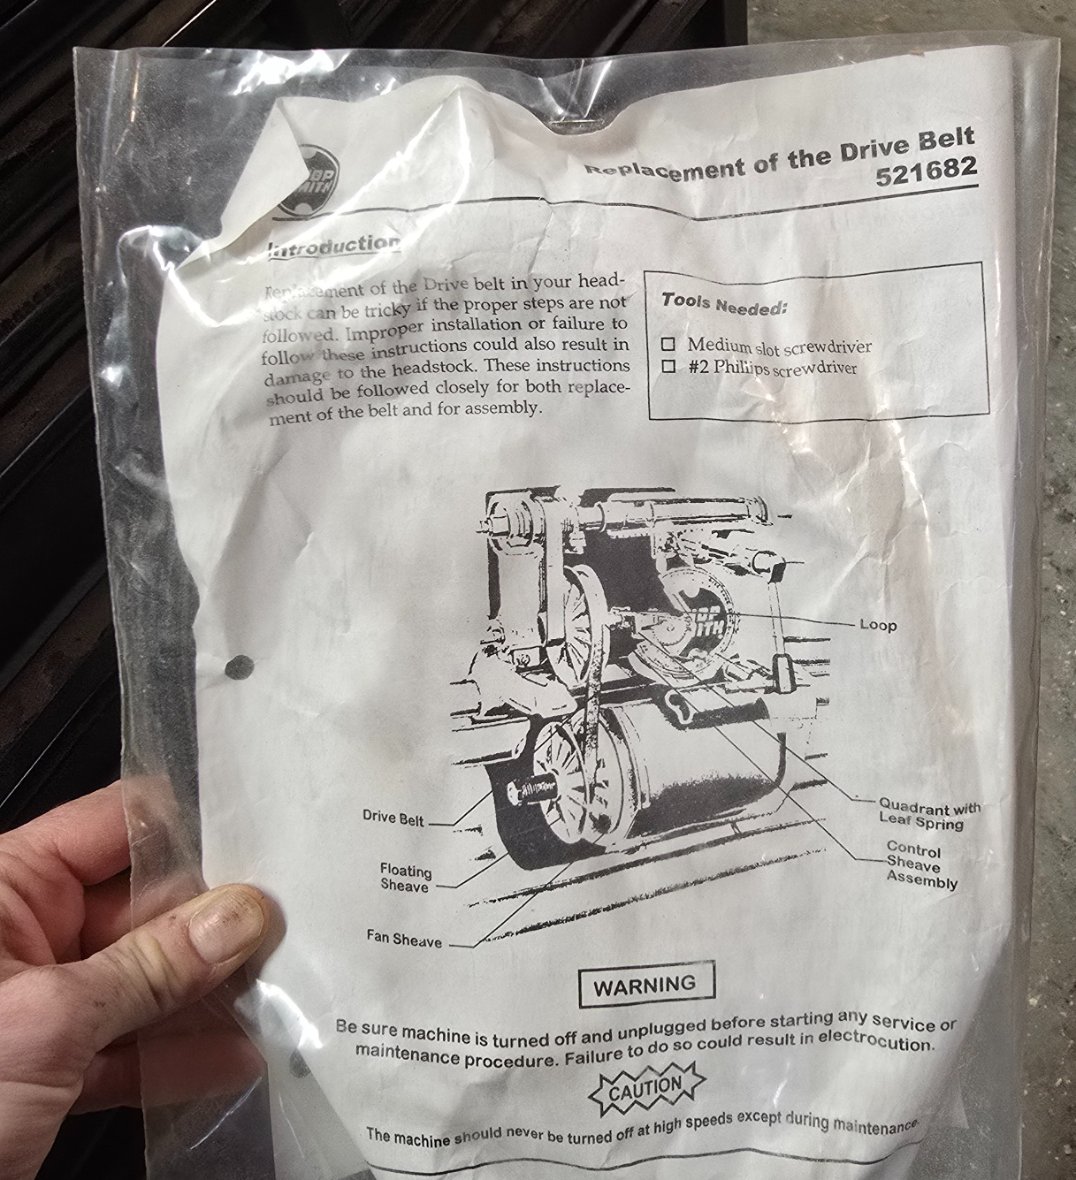 Replacement of the Drive Belt
521682
Introduction
Replacement of the Drive belt in your head-
stock can be tricky if the proper steps are not
followed. Improper installation or failure to
follow these instructions could also result in
damage to the headstock. These instructions
should be followed closely for both replace-
ment of the belt and for assembly.
Tools Needed:
☐ Medium slot screwdriver
☐ #2 Phillips screwdriver
Loop
Drive Belt
Floating
Sheave
Fan Sheave
Quadrant with
Leaf Spring
Control
Sheave
Assembly
WARNING
Be sure machine is turned off and unplugged before starting any service or
maintenance procedure. Failure to do so could result in electrocution.
CAUTION
The machine should never be turned off at high speeds except during maintenance.